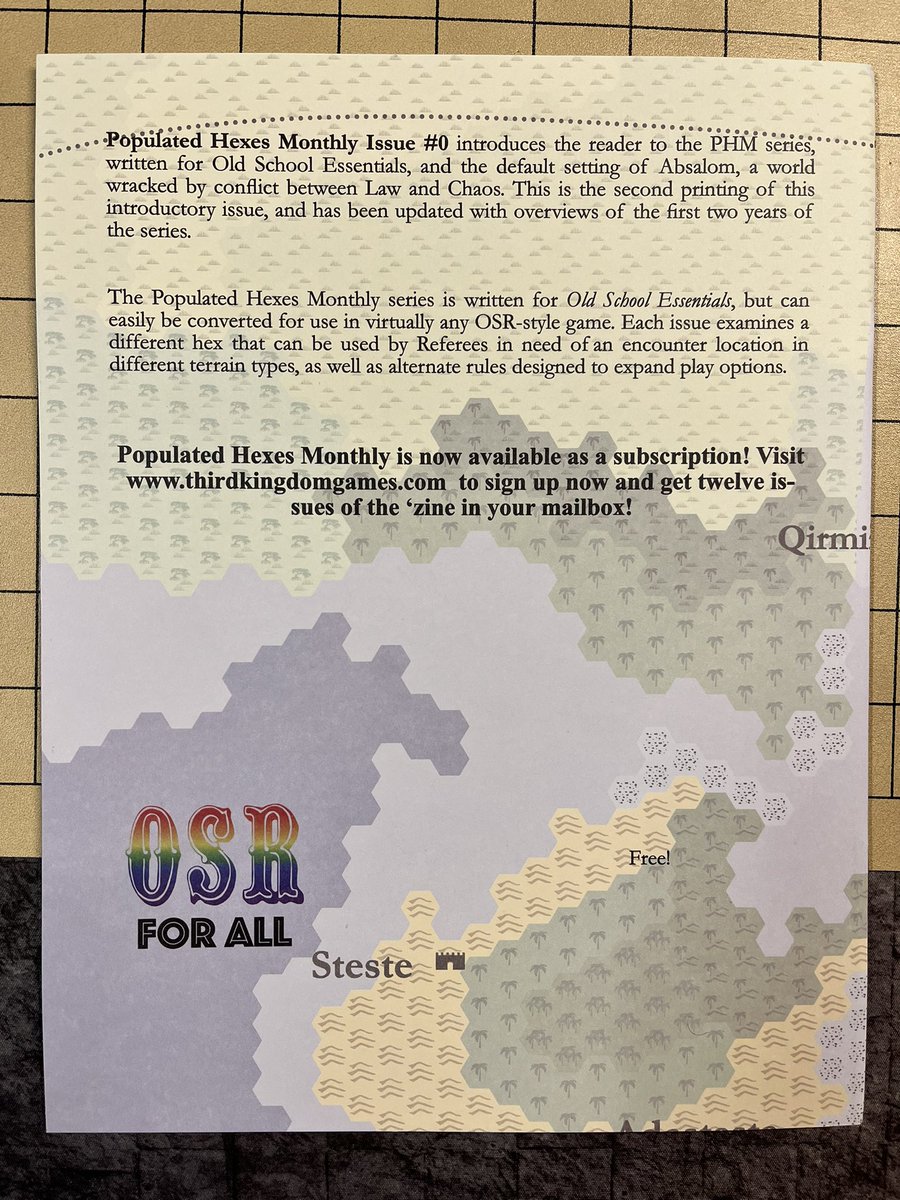 Populated Hexes Monthly Issue #0 introduces the reader to the PHM series,
written for Old School Essentials, and the default setting of Absalom, a world
wracked by conflict between Law and Chaos. This is the second printing of this
introductory issue, and has been updated with overviews of the first two years of
the series.
The Populated Hexes Monthly series is written for Old School Essentials, but can
easily be converted for use in virtually any OSR-style game. Each issue examines a
different hex that can be used by Referees in need of an encounter location in
different terrain types, as well as alternate rules designed to expand play options.
Populated Hexes Monthly is now available as a subscription! Visit
www.thirdkingdomgames.com to sign up now and get twelve is-
sues of the ‘zine in your mailbox!
Free!
OSR
FOR ALL
Steste